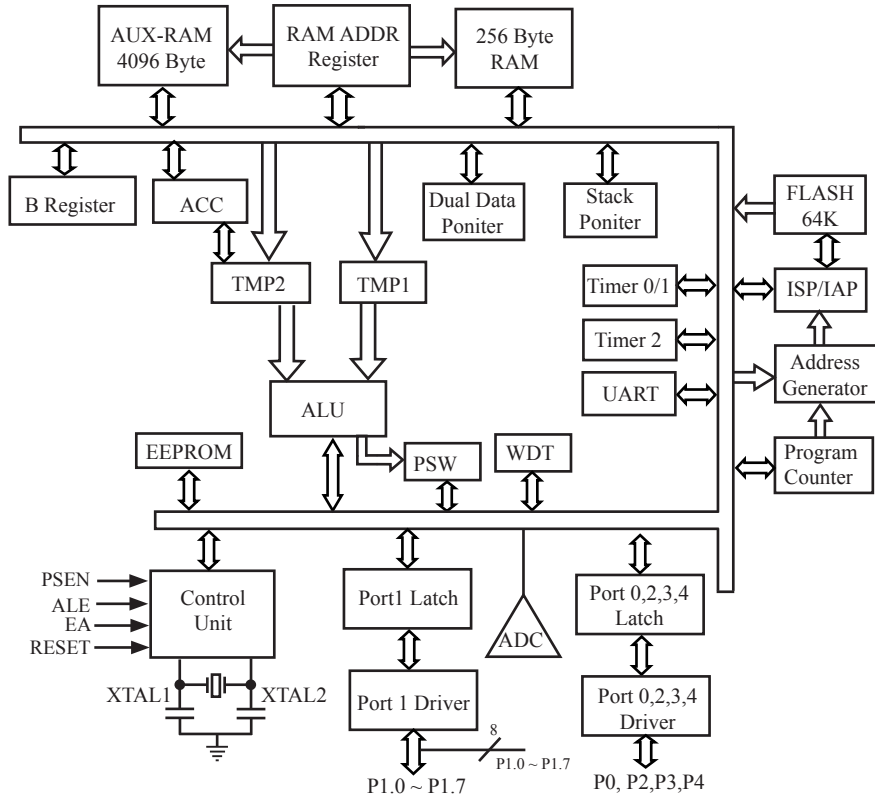 AUX-RAM
4096 Byte
RAM ADDR
Register
256 Byte
RAM
B Register
ACC
Dual Data
Poniter
Stack
Poniter
FLASH
64K
TMP2
TMP1
Timer 0/1
ISP/IAP
Timer 2
Address
Generator
UART
ALU
EEPROM
PSW
WDT
Program
Counter
PSEN
ALE
EA
RESET
Control
Unit
Port1 Latch
ADC
Port 0,2,3,4
Latch
XTAL1
XTAL2
Port 1 Driver
Port 0,2,3,4
Driver
8
P1.0 ~ P1.7
P1.0 ~ P1.7
P0, P2,P3,P4